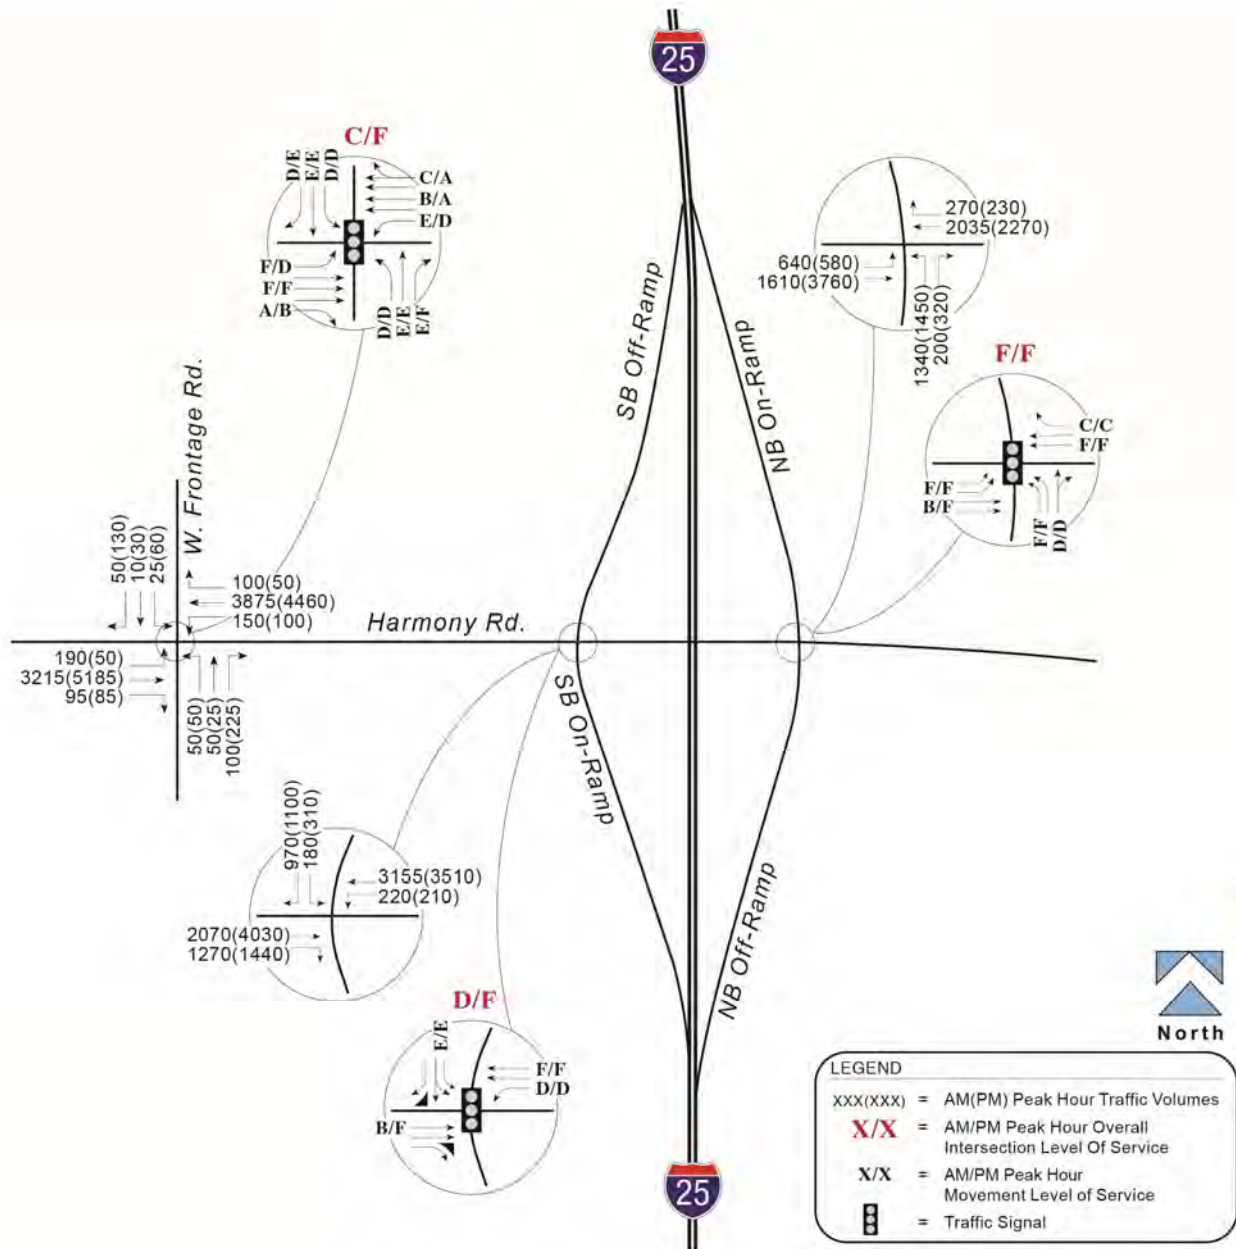 25
C/F
D/E
E/E
D/D
C/A
B/A
E/D
F/D
F/F
A/B
D/D
E/E
E/F
270(230)
2035(2270)
640(580)
1610(3760)
1340(1450)
200(320)
SB Off-Ramp
NB On-Ramp
F/F
C/C
F/F
F/F
B/F
F/F
D/D
W. Frontage Rd.
50(130)
10(30)
25(60)
100(50)
3875(4460)
150(100)
Harmony Rd.
190(50)
3215(5185)
95(85)
50(50)
50(25)
100(225)
SB On-Ramp
NB Off-Ramp
970(1100)
180(310)
3155(3510)
220(210)
2070(4030)
1270(1440)
D/F
E/E
F/F
D/D
B/F
25
North
LEGEND
XXX(XXX) = AM(PM) Peak Hour Traffic Volumes
X/X = AM/PM Peak Hour Overall
Intersection Level Of Service
X/X = AM/PM Peak Hour
Movement Level of Service
= Traffic Signal